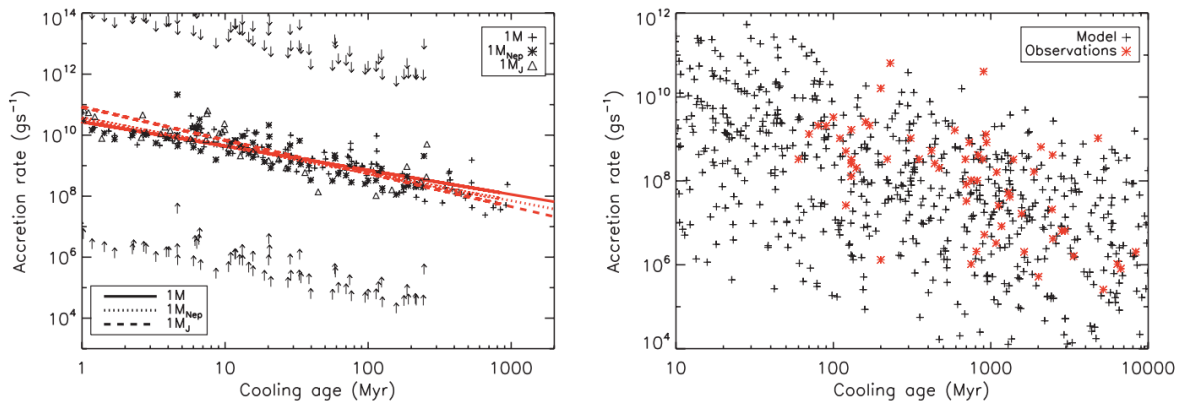 10^14
10^12
10^10
10^8
10^6
10^4
Accretion rate (gs^-1)
1M +
1M_Nep ✳
1M_J △
1M
1M_Nep
1M_J
1 10 100 1000
Cooling age (Myr)
10^12
10^10
10^8
10^6
10^4
Accretion rate (gs^-1)
Model +
Observations ✳
10 100 1000 10000
Cooling age (Myr)